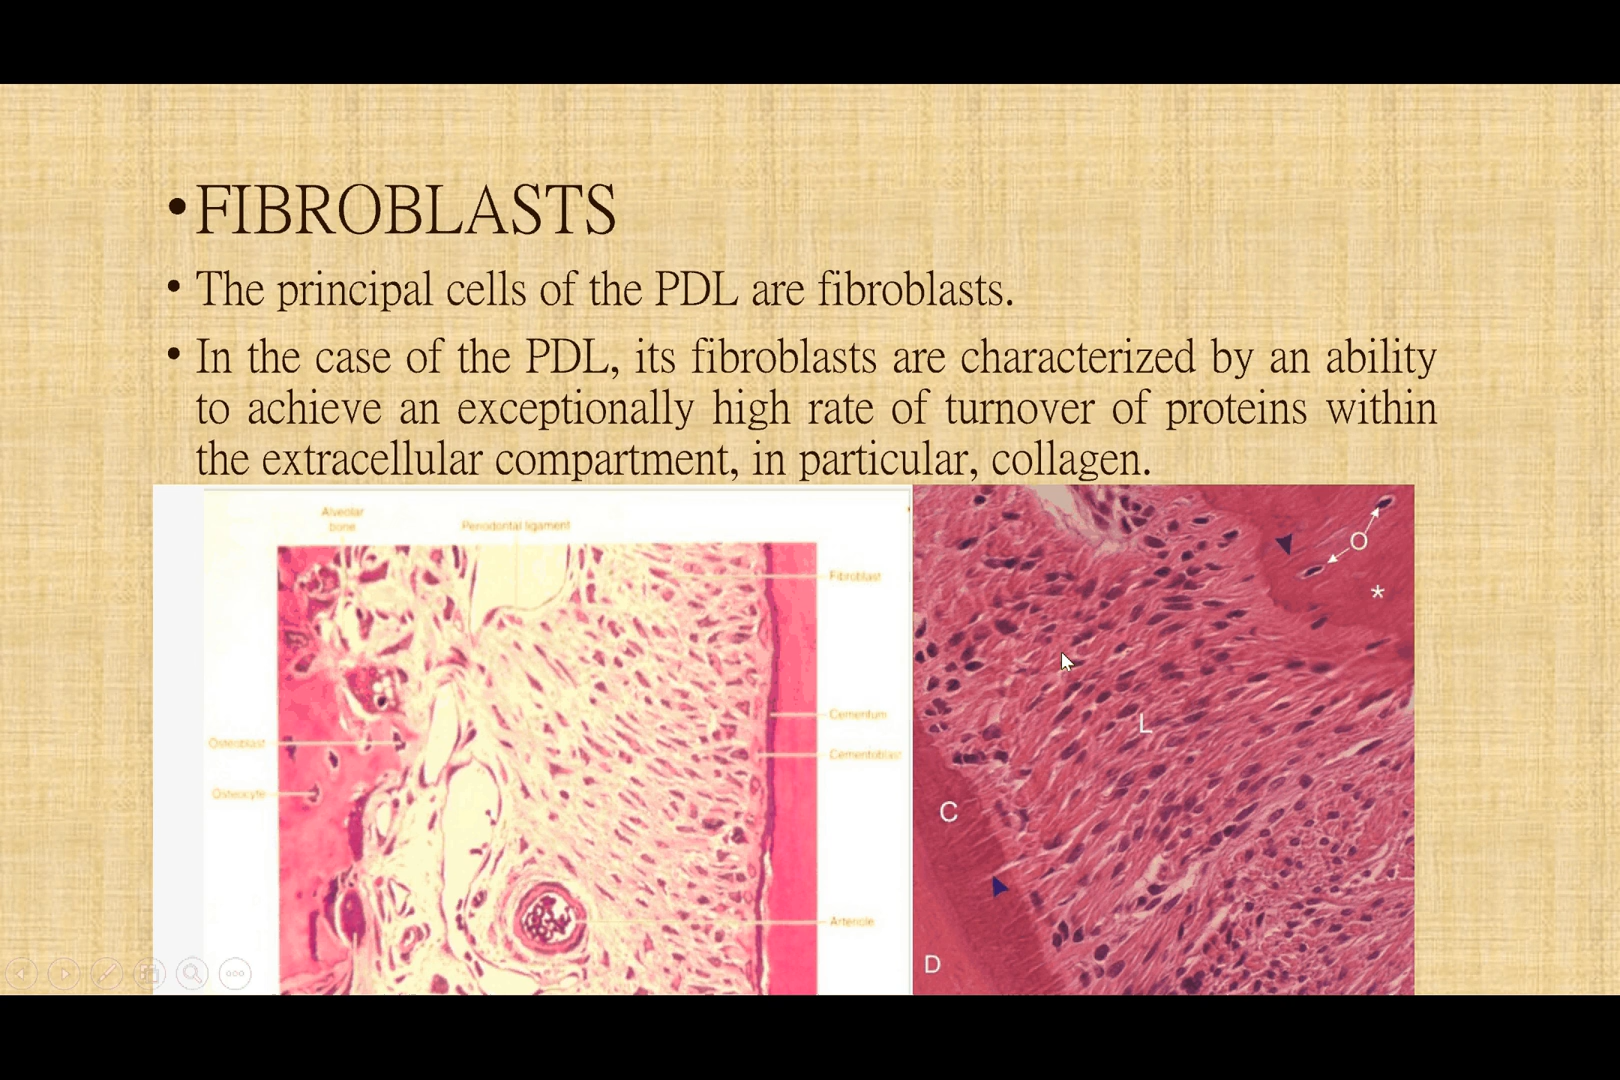 •FIBROBLASTS
• The principal cells of the PDL are fibroblasts.
• In the case of the PDL, its fibroblasts are characterized by an ability
to achieve an exceptionally high rate of turnover of proteins within
the extracellular compartment, in particular, collagen.
Alveolar
bone
Periodontal ligament
Fibroblast
Cementum
Osteoblast
Cementoblast
Osteocyte
Arteriole
O
*
L
C
D